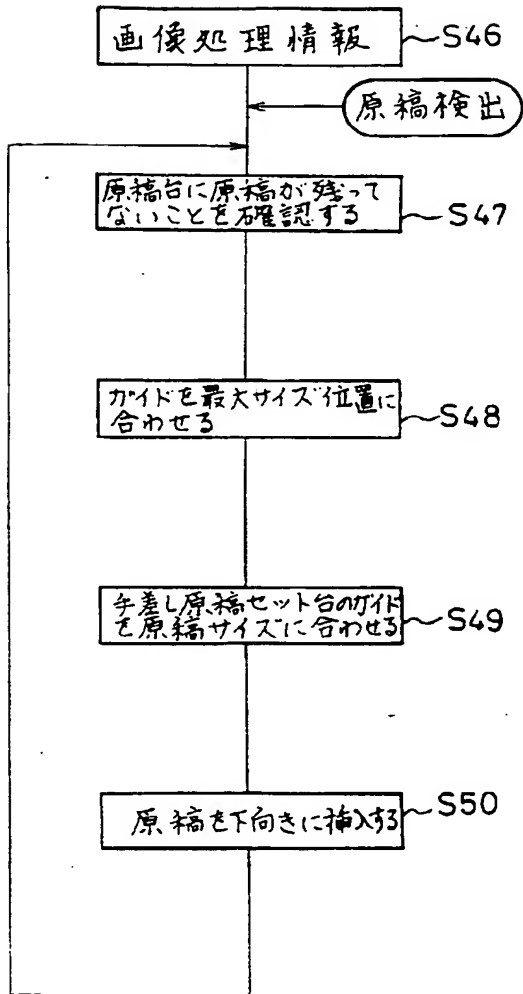 画像処理情報
S46
原稿検出
原稿台に原稿が残って
ないことを確認する
S47
ガイドを最大サイズ位置に
合わせる
S48
手差し原稿セット台のガイド
を原稿サイズに合わせる
S49
原稿を下向きに挿入する
S50